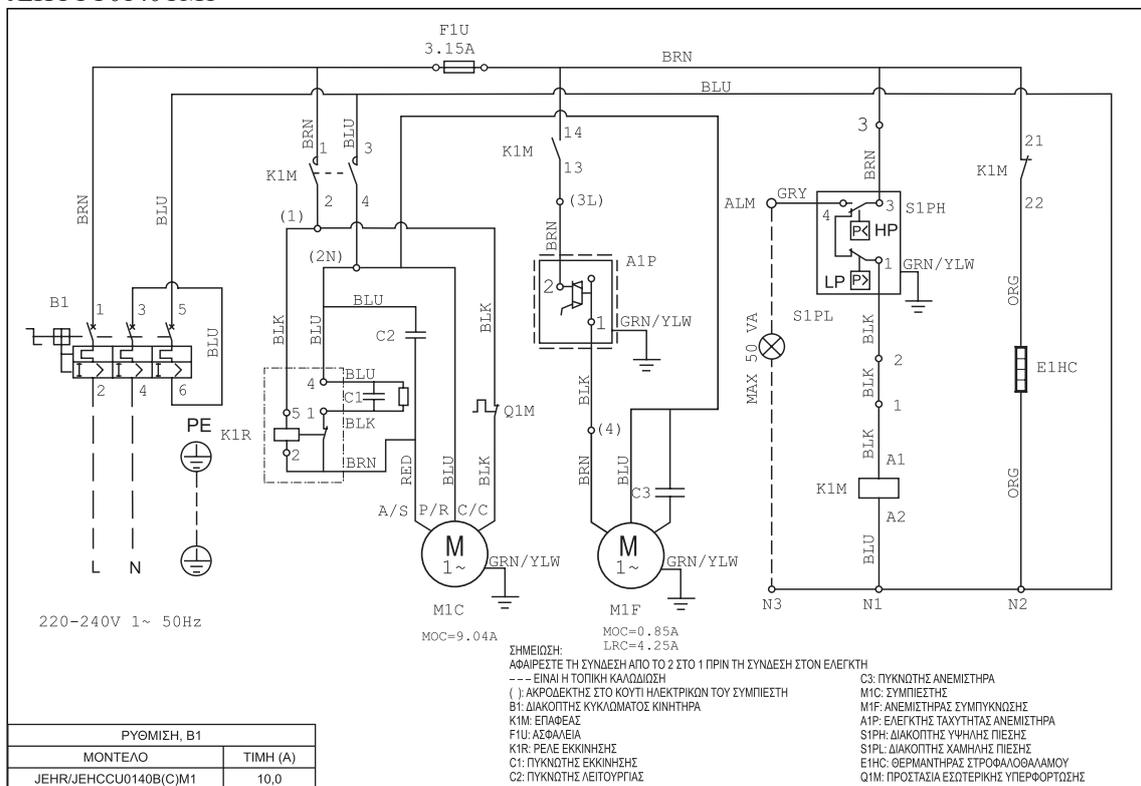 F1U
3.15A
BRN
BLU
BRN
BLU
1
3
K1M
2
4
(1)
(2N)
14
K1M
13
(3L)
BRN
A1P
2
1
GRN/YLW
BLK
(4)
3
BRN
ALM
GRY
4
3
S1PH
P<
HP
LP
P>
1
GRN/YLW
S1PL
BLK
2
BLK
1
BLK
A1
K1M
A2
BLU
21
K1M
22
ORG
E1HC
ORG
MAX 50 VA
BRN
BLU
B1
1
3
5
BLU
2
4
6
PE
L
N
220-240V 1~ 50Hz
BLK
BLU
BLU
C2
BLK
4
BLU
C1
5
1
BLK
K1R
2
BRN
Q1M
RED
BLU
BLK
A/S
P/R
C/C
M
1~
GRN/YLW
M1C
MOC=9.04A
BRN
BLU
C3
M
1~
GRN/YLW
M1F
MOC=0.85A
LRC=4.25A
N3
N1
N2
ΣΗΜΕΙΩΣΗ:
ΑΦΑΙΡΕΣΤΕ ΤΗ ΣΥΝΔΕΣΗ ΑΠΟ ΤΟ 2 ΣΤΟ 1 ΠΡΙΝ ΤΗ ΣΥΝΔΕΣΗ ΣΤΟΝ ΕΛΕΓΚΤΗ
--- ΕΙΝΑΙ Η ΤΟΠΙΚΗ ΚΑΛΩΔΙΩΣΗ
( ): ΑΚΡΟΔΕΚΤΗΣ ΣΤΟ ΚΟΥΤΙ ΗΛΕΚΤΡΙΚΩΝ ΤΟΥ ΣΥΜΠΙΕΣΤΗ
B1: ΔΙΑΚΟΠΤΗΣ ΚΥΚΛΩΜΑΤΟΣ ΚΙΝΗΤΗΡΑ
K1M: ΕΠΑΦΕΑΣ
F1U: ΑΣΦΑΛΕΙΑ
K1R: ΡΕΛΕ ΕΚΚΙΝΗΣΗΣ
C1: ΠΥΚΝΩΤΗΣ ΕΚΚΙΝΗΣΗΣ
C2: ΠΥΚΝΩΤΗΣ ΛΕΙΤΟΥΡΓΙΑΣ
C3: ΠΥΚΝΩΤΗΣ ΑΝΕΜΙΣΤΗΡΑ
M1C: ΣΥΜΠΙΕΣΤΗΣ
M1F: ΑΝΕΜΙΣΤΗΡΑΣ ΣΥΜΠΥΚΝΩΣΗΣ
A1P: ΕΛΕΓΚΤΗΣ ΤΑΧΥΤΗΤΑΣ ΑΝΕΜΙΣΤΗΡΑ
S1PH: ΔΙΑΚΟΠΤΗΣ ΥΨΗΛΗΣ ΠΙΕΣΗΣ
S1PL: ΔΙΑΚΟΠΤΗΣ ΧΑΜΗΛΗΣ ΠΙΕΣΗΣ
E1HC: ΘΕΡΜΑΝΤΗΡΑΣ ΣΤΡΟΦΑΛΟΘΑΛΑΜΟΥ
Q1M: ΠΡΟΣΤΑΣΙΑ ΕΣΩΤΕΡΙΚΗΣ ΥΠΕΡΦΟΡΤΩΣΗΣ
ΡΥΘΜΙΣΗ, B1
ΜΟΝΤΕΛΟ
ΤΙΜΗ (A)
JEHR/JEHCCU0140B(C)M1
10,0